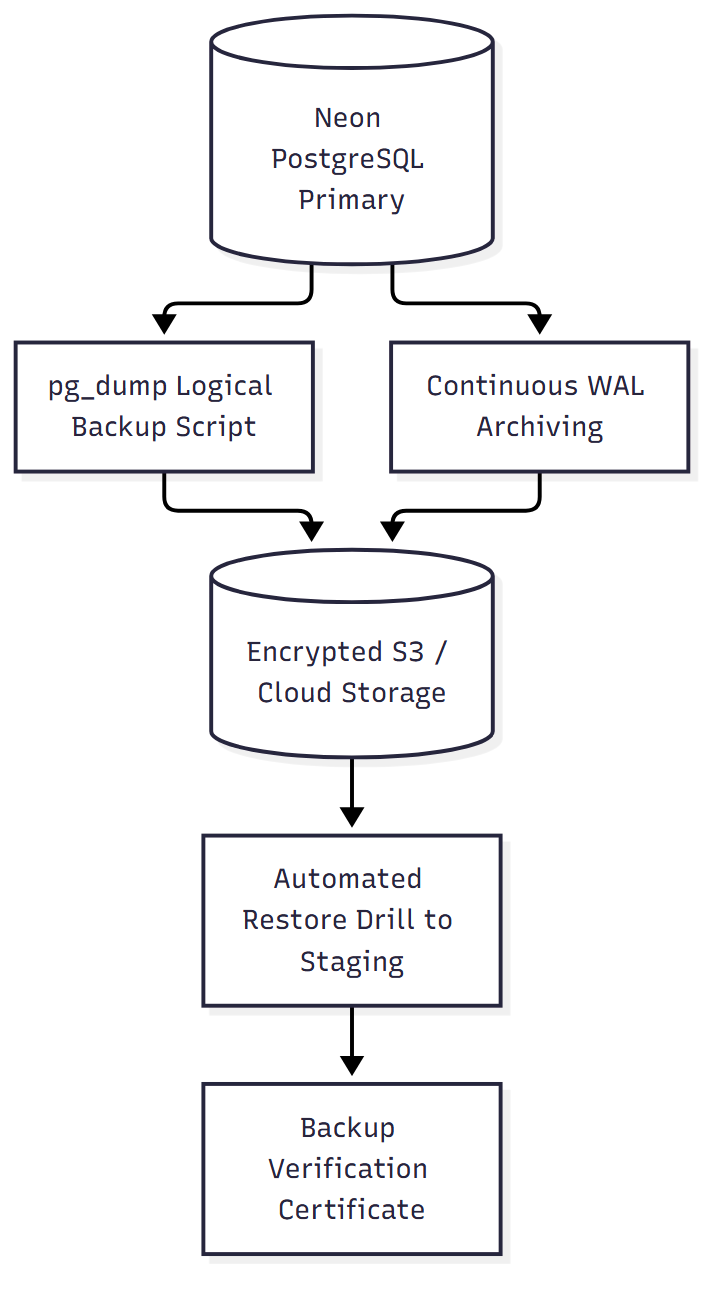 Neon
PostgreSQL
Primary
pg_dump Logical
Backup Script
Continuous WAL
Archiving
Encrypted S3 /
Cloud Storage
Automated
Restore Drill to
Staging
Backup
Verification
Certificate